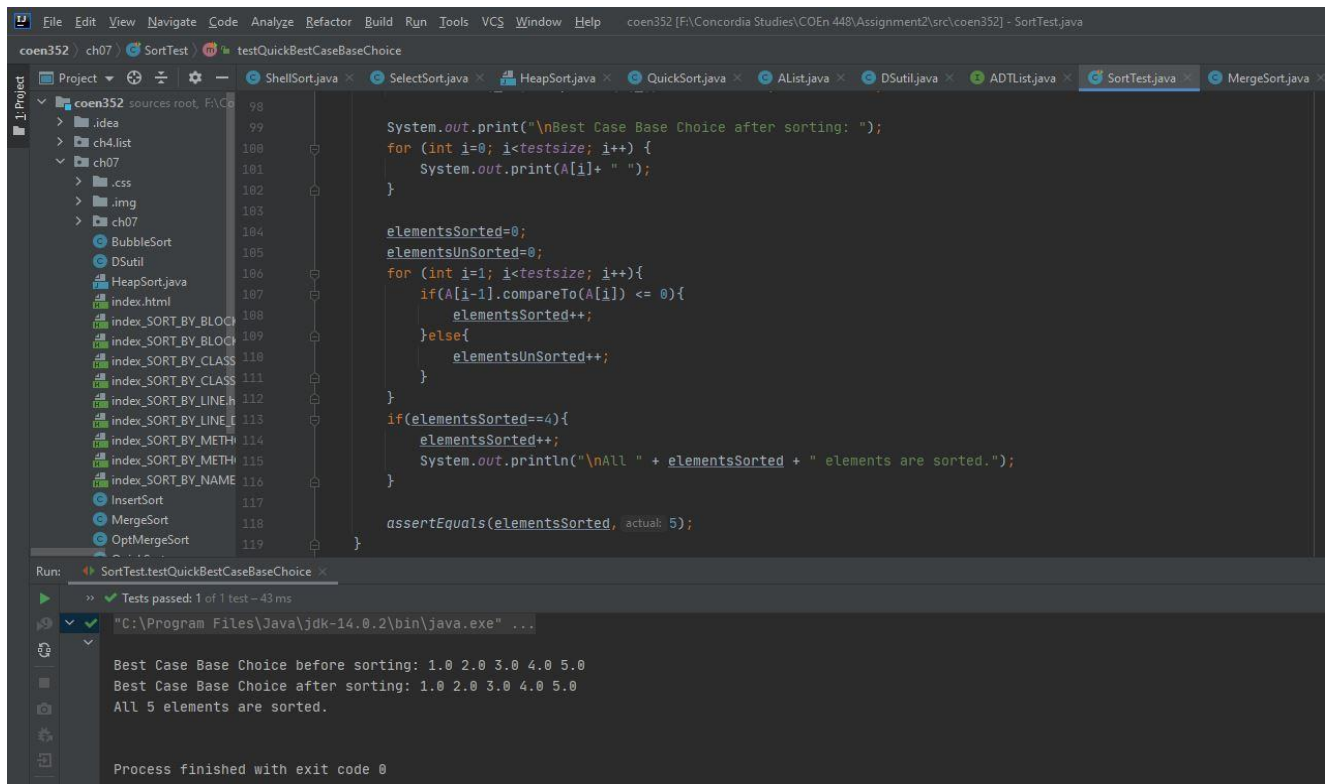 File Edit View Navigate Code Analyze Refactor Build Run Tools VCS Window Help coen352 [F:\Concordia Studies\COEn 448\Assignment2\src\coen352] - SortTest.java
coen352 ch07 SortTest testQuickBestCaseBaseChoice
1: Project
Project ShellSort.java SelectSort.java HeapSort.java QuickSort.java AList.java DSutil.java ADTList.java SortTest.java MergeSort.java
coen352 sources root, F:\Co 98
.idea 99 System.out.print("\nBest Case Base Choice after sorting: ");
ch4.list 100 for (int i=0; i<testsize; i++) {
ch07 101 System.out.print(A[i]+ " ");
.css 102 }
.img 103
ch07 104 elementsSorted=0;
BubbleSort 105 elementsUnSorted=0;
DSutil 106 for (int i=1; i<testsize; i++){
HeapSort.java 107 if(A[i-1].compareTo(A[i]) <= 0){
index.html 108 elementsSorted++;
index_SORT_BY_BLOCK 109 }else{
index_SORT_BY_BLOCK 110 elementsUnSorted++;
index_SORT_BY_CLASS 111 }
index_SORT_BY_CLASS 112 }
index_SORT_BY_LINE.h 113 if(elementsSorted==4){
index_SORT_BY_LINE_D 114 elementsSorted++;
index_SORT_BY_METH 115 System.out.println("\nAll " + elementsSorted + " elements are sorted.");
index_SORT_BY_METH 116 }
index_SORT_BY_NAME 117
InsertSort 118 assertEquals(elementsSorted, actual: 5);
MergeSort 119 }
OptMergeSort
Run: SortTest.testQuickBestCaseBaseChoice
Tests passed: 1 of 1 test – 43 ms
"C:\Program Files\Java\jdk-14.0.2\bin\java.exe" ...
Best Case Base Choice before sorting: 1.0 2.0 3.0 4.0 5.0
Best Case Base Choice after sorting: 1.0 2.0 3.0 4.0 5.0
All 5 elements are sorted.
Process finished with exit code 0